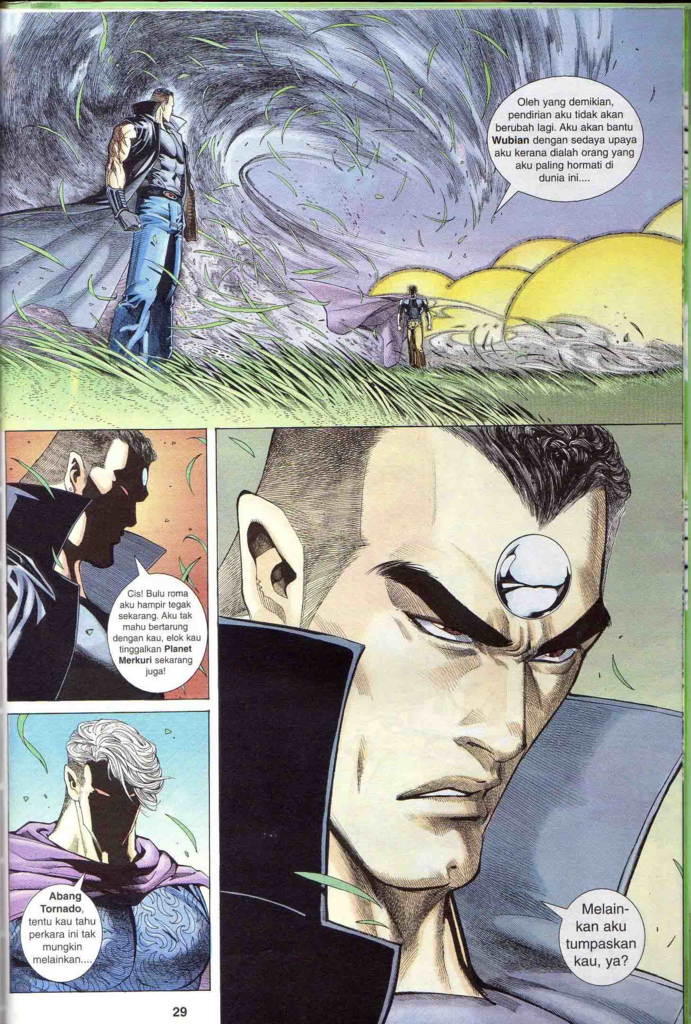 Oleh yang demikian,
pendirian aku tidak akan
berubah lagi. Aku akan bantu
Wubian dengan sedaya upaya
aku kerana dialah orang yang
aku paling hormati di
dunia ini....
Cis! Bulu roma
aku hampir tegak
sekarang. Aku tak
mahu bertarung
dengan kau, elok kau
tinggalkan Planet
Merkuri sekarang
juga!
Abang
Tornado,
tentu kau tahu
perkara ini tak
mungkin
melainkan....
Melain-
kan aku
tumpaskan
kau, ya?
29